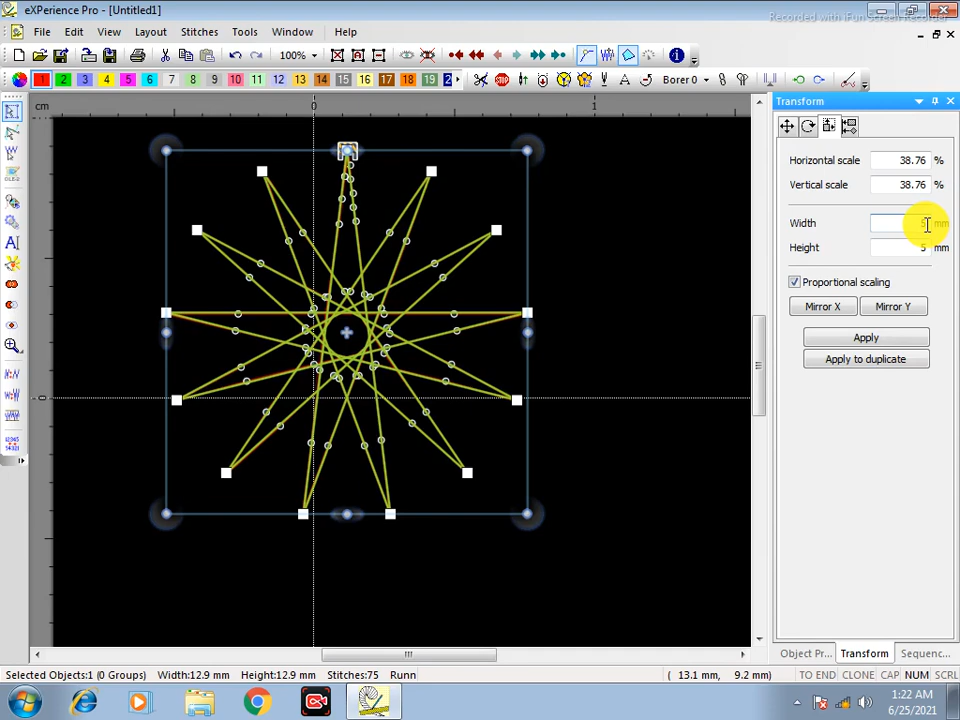 eXPerience Pro - [Untitled1]
Recorded with iFun Screen Recorder
File Edit View Layout Stitches Tools Window Help
100%
1 2 3 4 5 6 7 8 9 10 11 12 13 14 15 16 17 18 19 2 Borer 0
cm 0 1
0
Transform
Horizontal scale 38.76 %
Vertical scale 38.76 %
Width 5 mm
Height 5 mm
Proportional scaling
Mirror X Mirror Y
Apply
Apply to duplicate
Object Pr... Transform Sequenc...
Selected Objects:1 (0 Groups) Width:12.9 mm Height:12.9 mm Stitches:75 Runn ( 13.1 mm, 9.2 mm) TO END CLONE CAP NUM SCRL
1:22 AM
6/25/2021